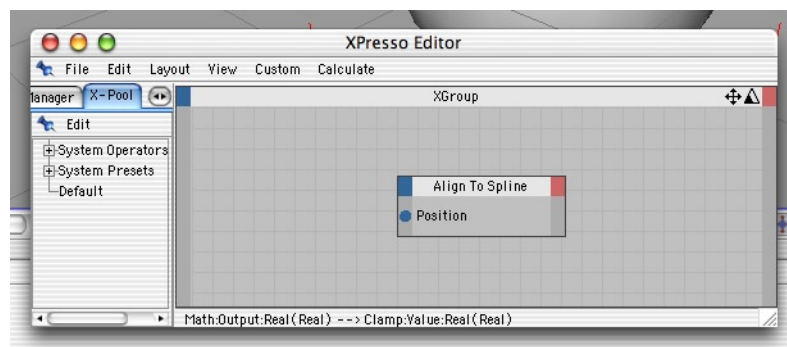 XPresso Editor
File Edit Layout View Custom Calculate
Manager X-Pool
XGroup
Edit
System Operators
System Presets
Default
Align To Spline
Position
Math:Output:Real(Real) --> Clamp:Value:Real(Real)